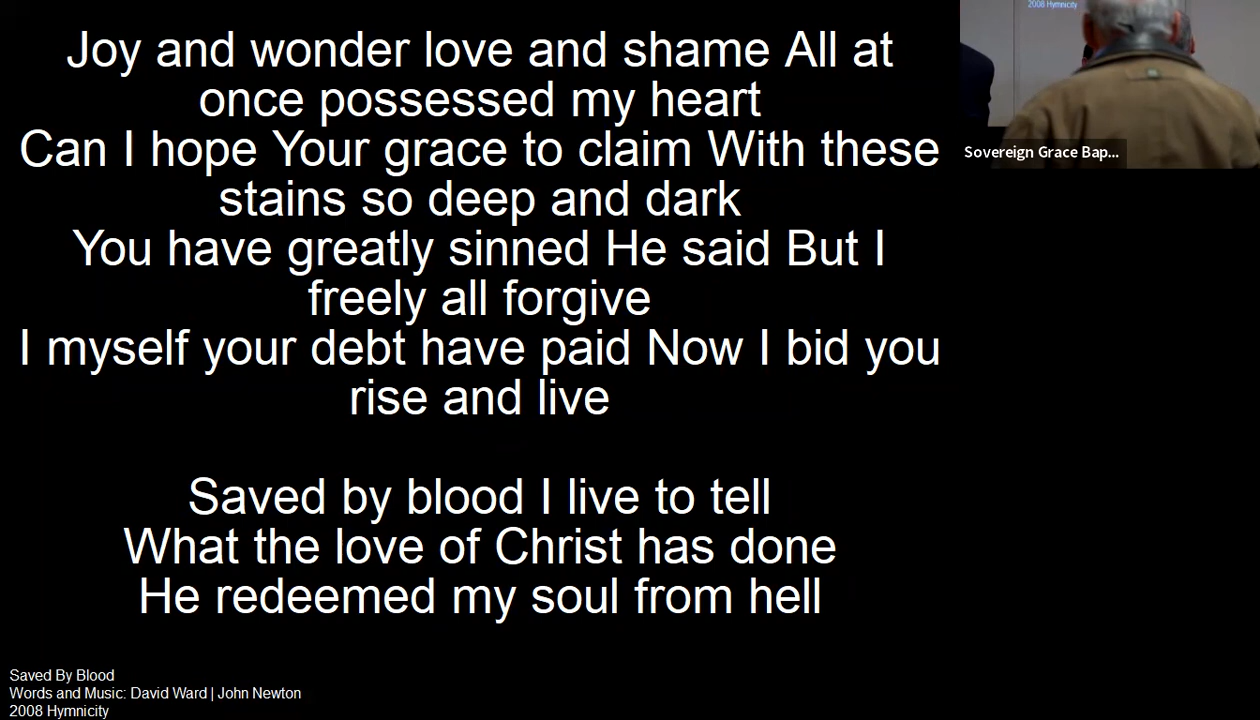 Joy and wonder love and shame All at
once possessed my heart
Can I hope Your grace to claim With these
stains so deep and dark
You have greatly sinned He said But I
freely all forgive
I myself your debt have paid Now I bid you
rise and live
Saved by blood I live to tell
What the love of Christ has done
He redeemed my soul from hell
Saved By Blood
Words and Music: David Ward | John Newton
2008 Hymnicity
2008 Hymnicity
Sovereign Grace Bap...